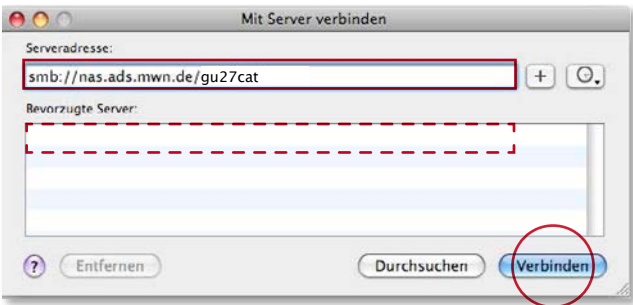 Mit Server verbinden
Serveradresse:
smb://nas.ads.mwn.de/gu27cat
+
Bevorzugte Server:
? Entfernen Durchsuchen Verbinden